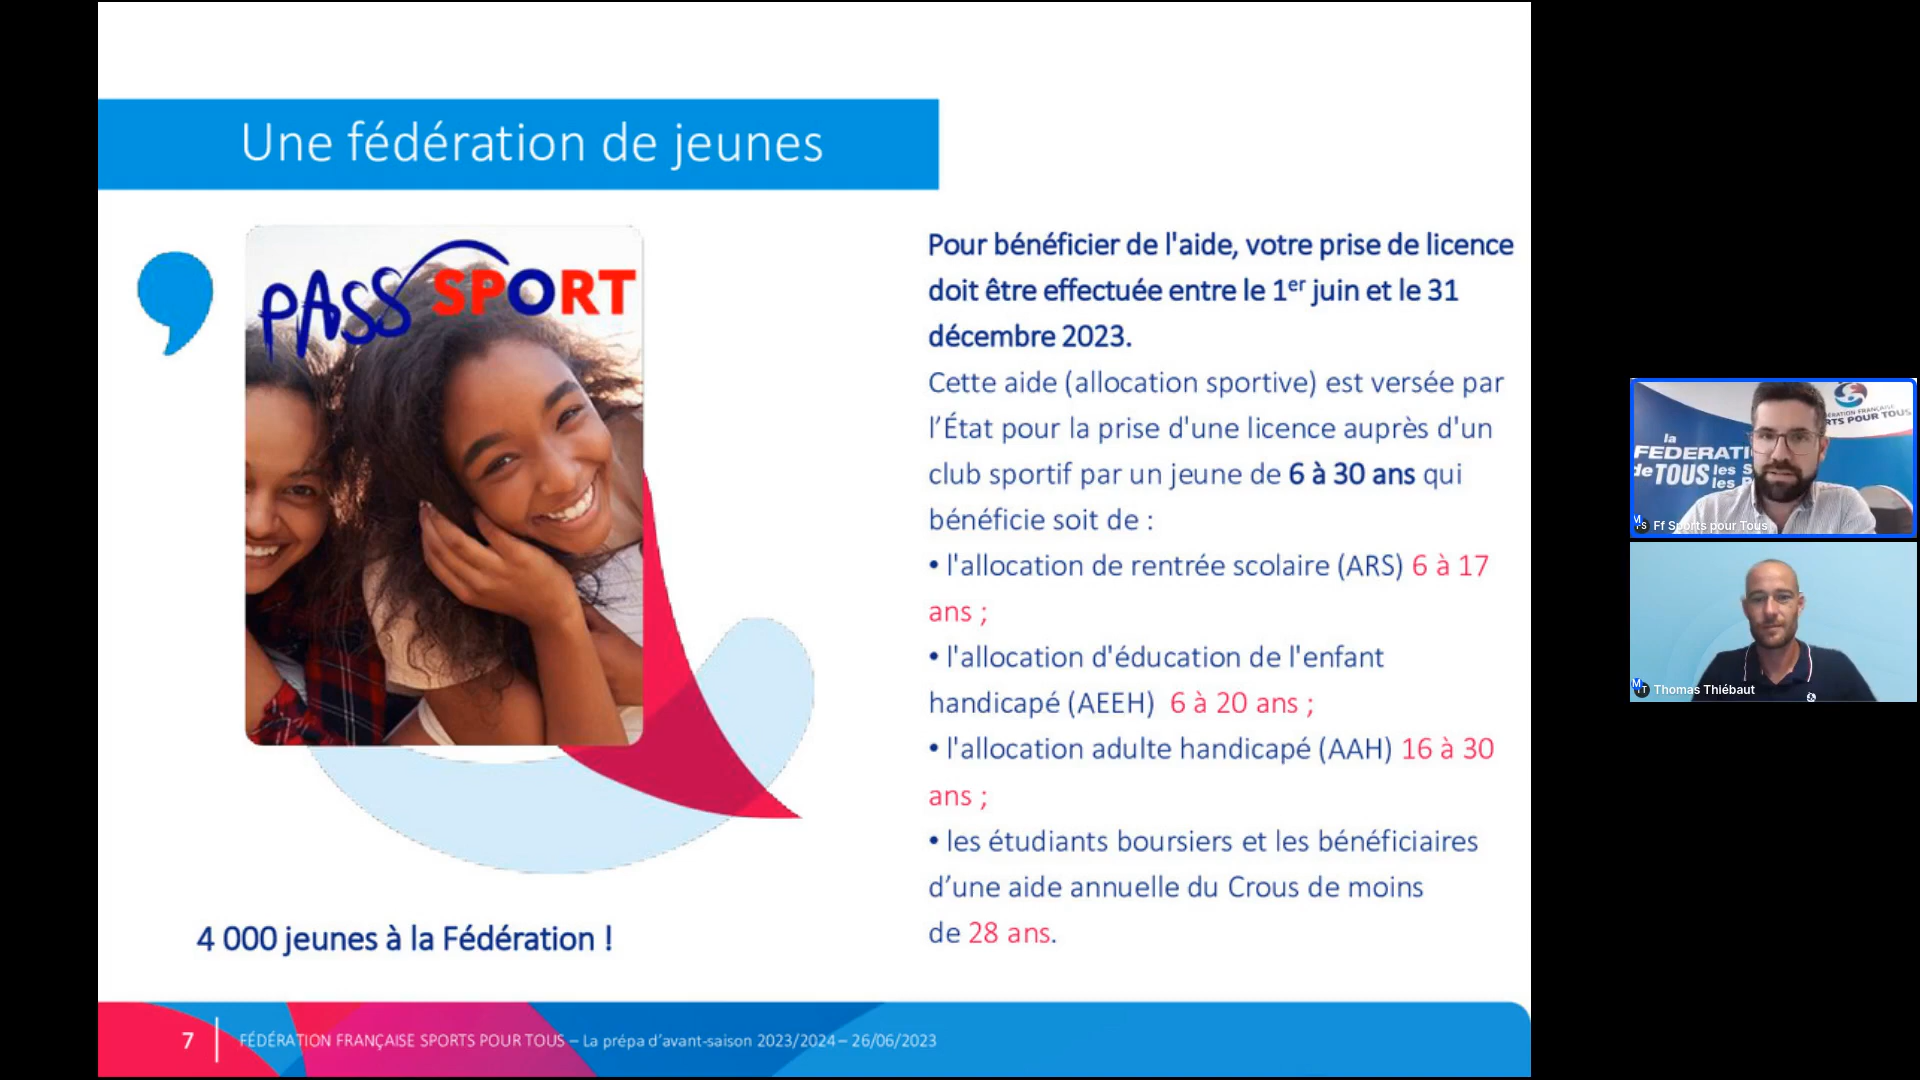 Une fédération de jeunes
PASS SPORT
Pour bénéficier de l'aide, votre prise de licence
doit être effectuée entre le 1er juin et le 31
décembre 2023.
Cette aide (allocation sportive) est versée par
l’État pour la prise d'une licence auprès d'un
club sportif par un jeune de 6 à 30 ans qui
bénéficie soit de :
• l'allocation de rentrée scolaire (ARS) 6 à 17
ans ;
• l'allocation d'éducation de l'enfant
handicapé (AEEH) 6 à 20 ans ;
• l'allocation adulte handicapé (AAH) 16 à 30
ans ;
• les étudiants boursiers et les bénéficiaires
d’une aide annuelle du Crous de moins
de 28 ans.
4 000 jeunes à la Fédération !
7
FÉDÉRATION FRANÇAISE SPORTS POUR TOUS – La prépa d’avant-saison 2023/2024 – 26/06/2023
FRANÇAISE
RTS POUR TOUS
la
FEDERATI
de TOUS les S
les
Ff Sports pour Tous
Thomas Thiébaut